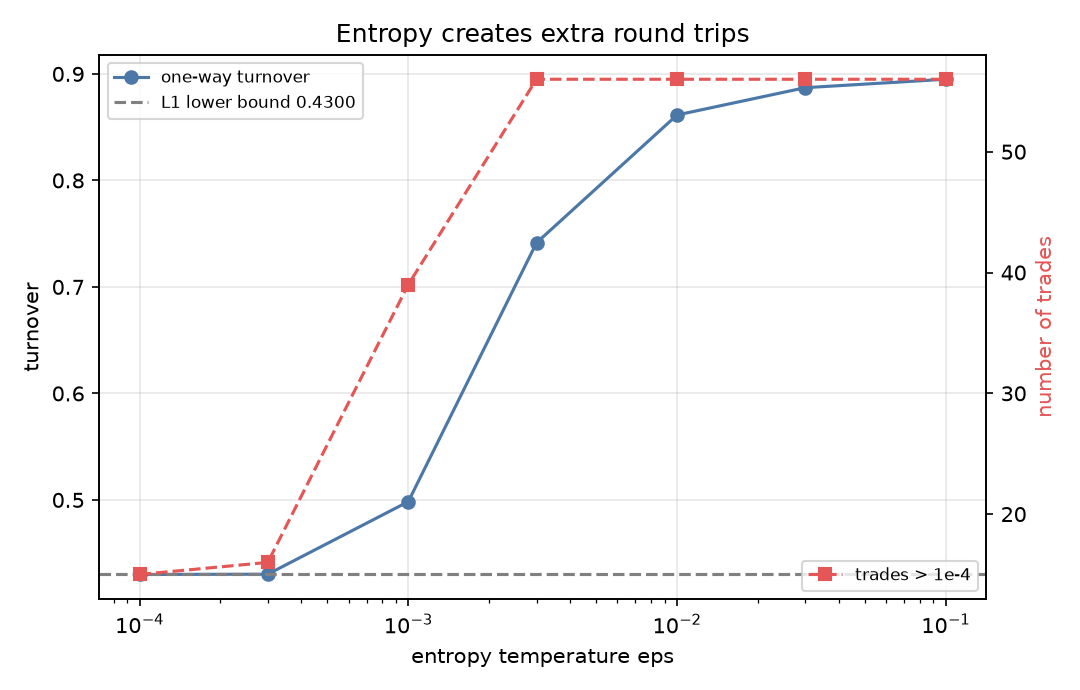 Entropy creates extra round trips
one-way turnover
L1 lower bound 0.4300
0.9
0.8
0.7
0.6
0.5
turnover
50
40
30
20
number of trades
trades > 1e-4
10⁻⁴
10⁻³
10⁻²
10⁻¹
entropy temperature eps